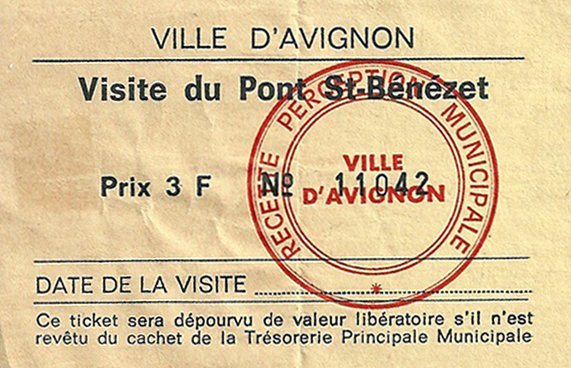 VILLE D'AVIGNON
Visite du Pont St-Bénézet
Prix 3 F Nº 11042
RECETTE PERCEPTION MUNICIPALE
VILLE
D'AVIGNON
DATE DE LA VISITE
Ce ticket sera dépourvu de valeur libératoire s'il n'est
revêtu du cachet de la Trésorerie Principale Municipale